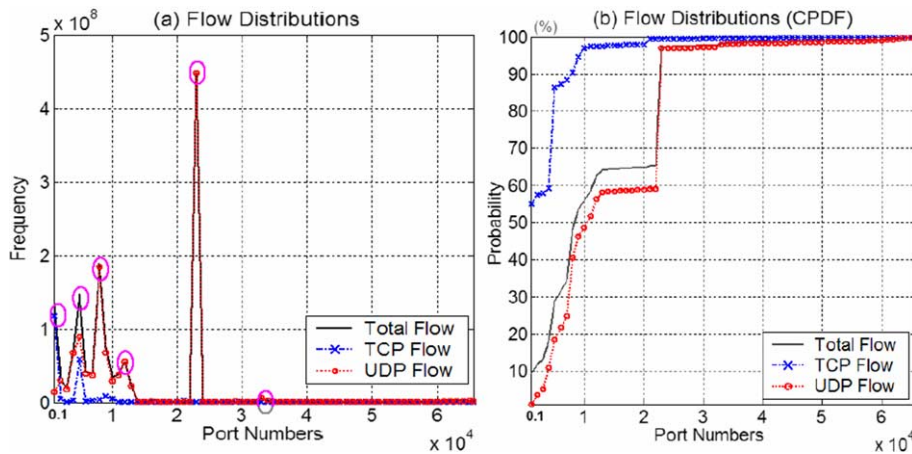 (a) Flow Distributions
x 10^8
5
4
3
2
1
0
Frequency
0.1
1
2
3
4
5
6
Port Numbers
x 10^4
Total Flow
TCP Flow
UDP Flow
(b) Flow Distributions (CPDF)
(%)
100
90
80
70
60
50
40
30
20
10
0
Probability
0.1
1
2
3
4
5
6
Port Numbers
x 10^4
Total Flow
TCP Flow
UDP Flow